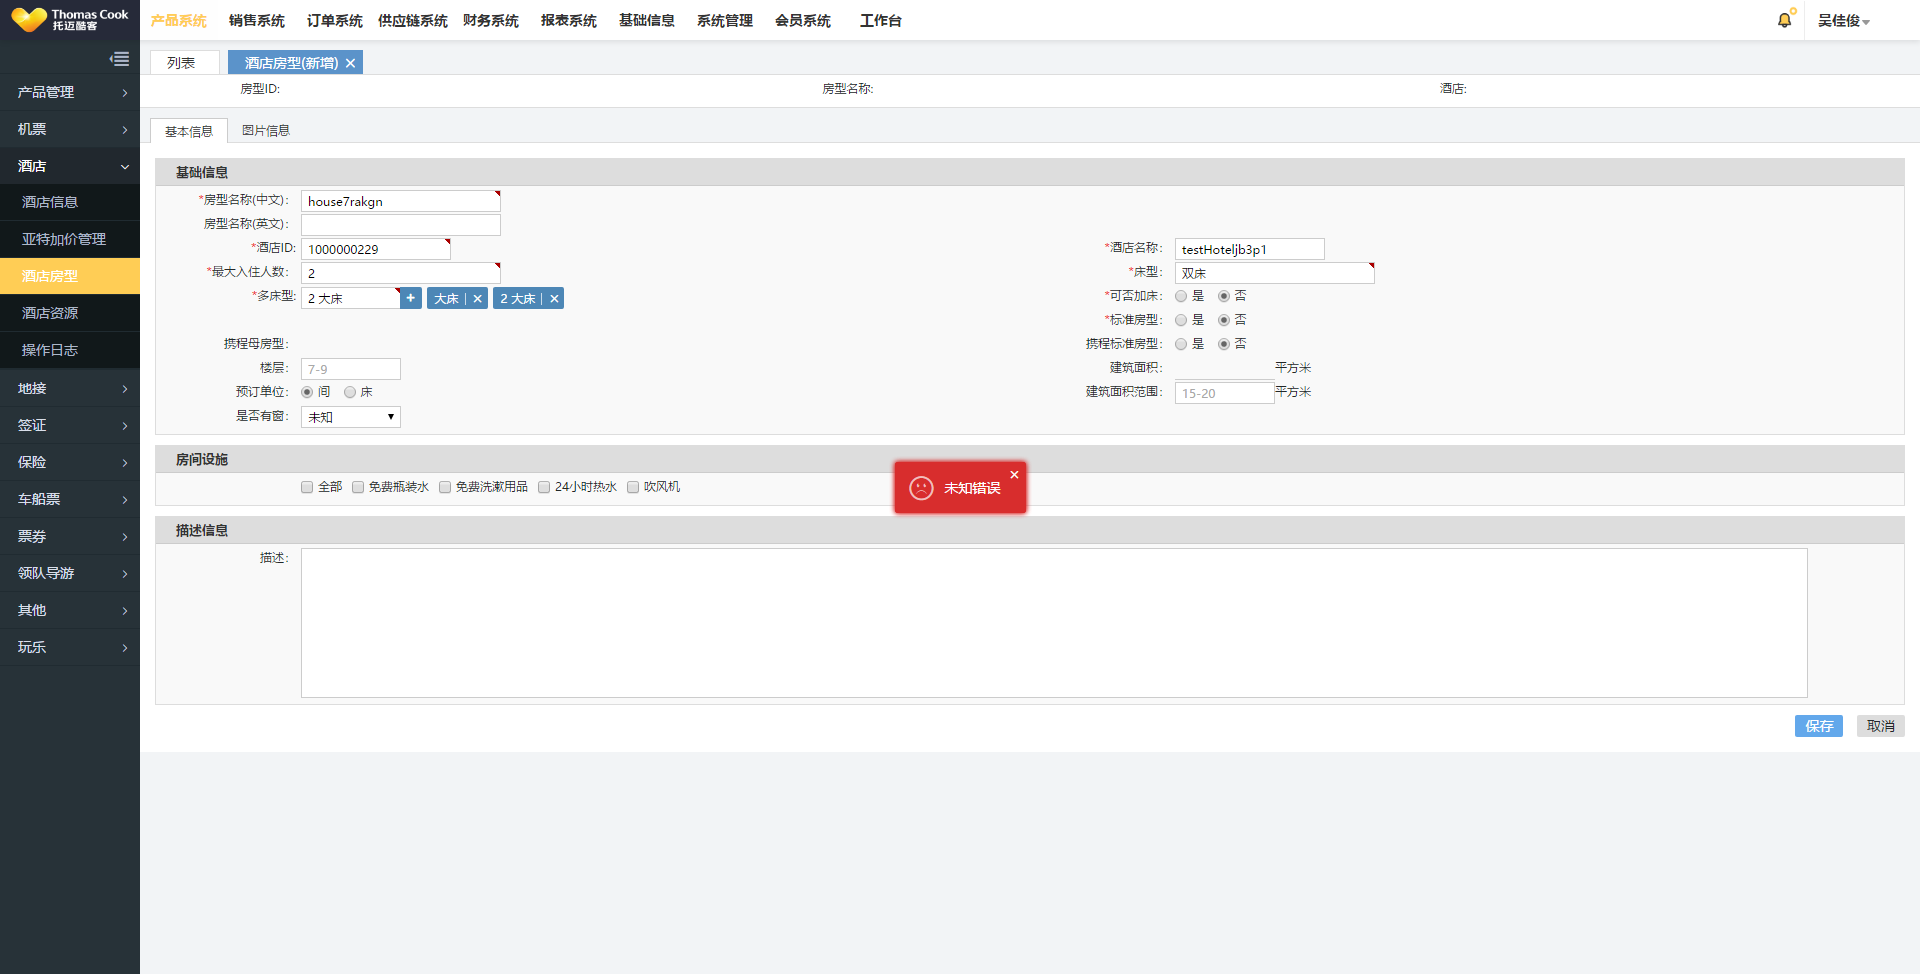 Thomas Cook
托迈酷客
产品系统 销售系统 订单系统 供应链系统 财务系统 报表系统 基础信息 系统管理 会员系统 工作台
吴佳俊
产品管理
机票
酒店
酒店信息
亚特加价管理
酒店房型
酒店资源
操作日志
地接
签证
保险
车船票
票券
领队导游
其他
玩乐
列表 酒店房型(新增)
房型ID: 房型名称: 酒店:
基本信息 图片信息
基础信息
*房型名称(中文): house7rakgn
房型名称(英文):
*酒店ID: 1000000229 *酒店名称: testHoteljb3p1
*最大入住人数: 2 *床型: 双床
*多床型: 2 大床 + 大床 | × 2 大床 | × *可否加床: 是 否
*标准房型: 是 否
携程母房型: 携程标准房型: 是 否
楼层: 7-9 建筑面积: 平方米
预订单位: 间 床 建筑面积范围: 15-20 平方米
是否有窗: 未知
房间设施
全部 免费瓶装水 免费洗漱用品 24小时热水 吹风机
未知错误
描述信息
描述:
保存 取消